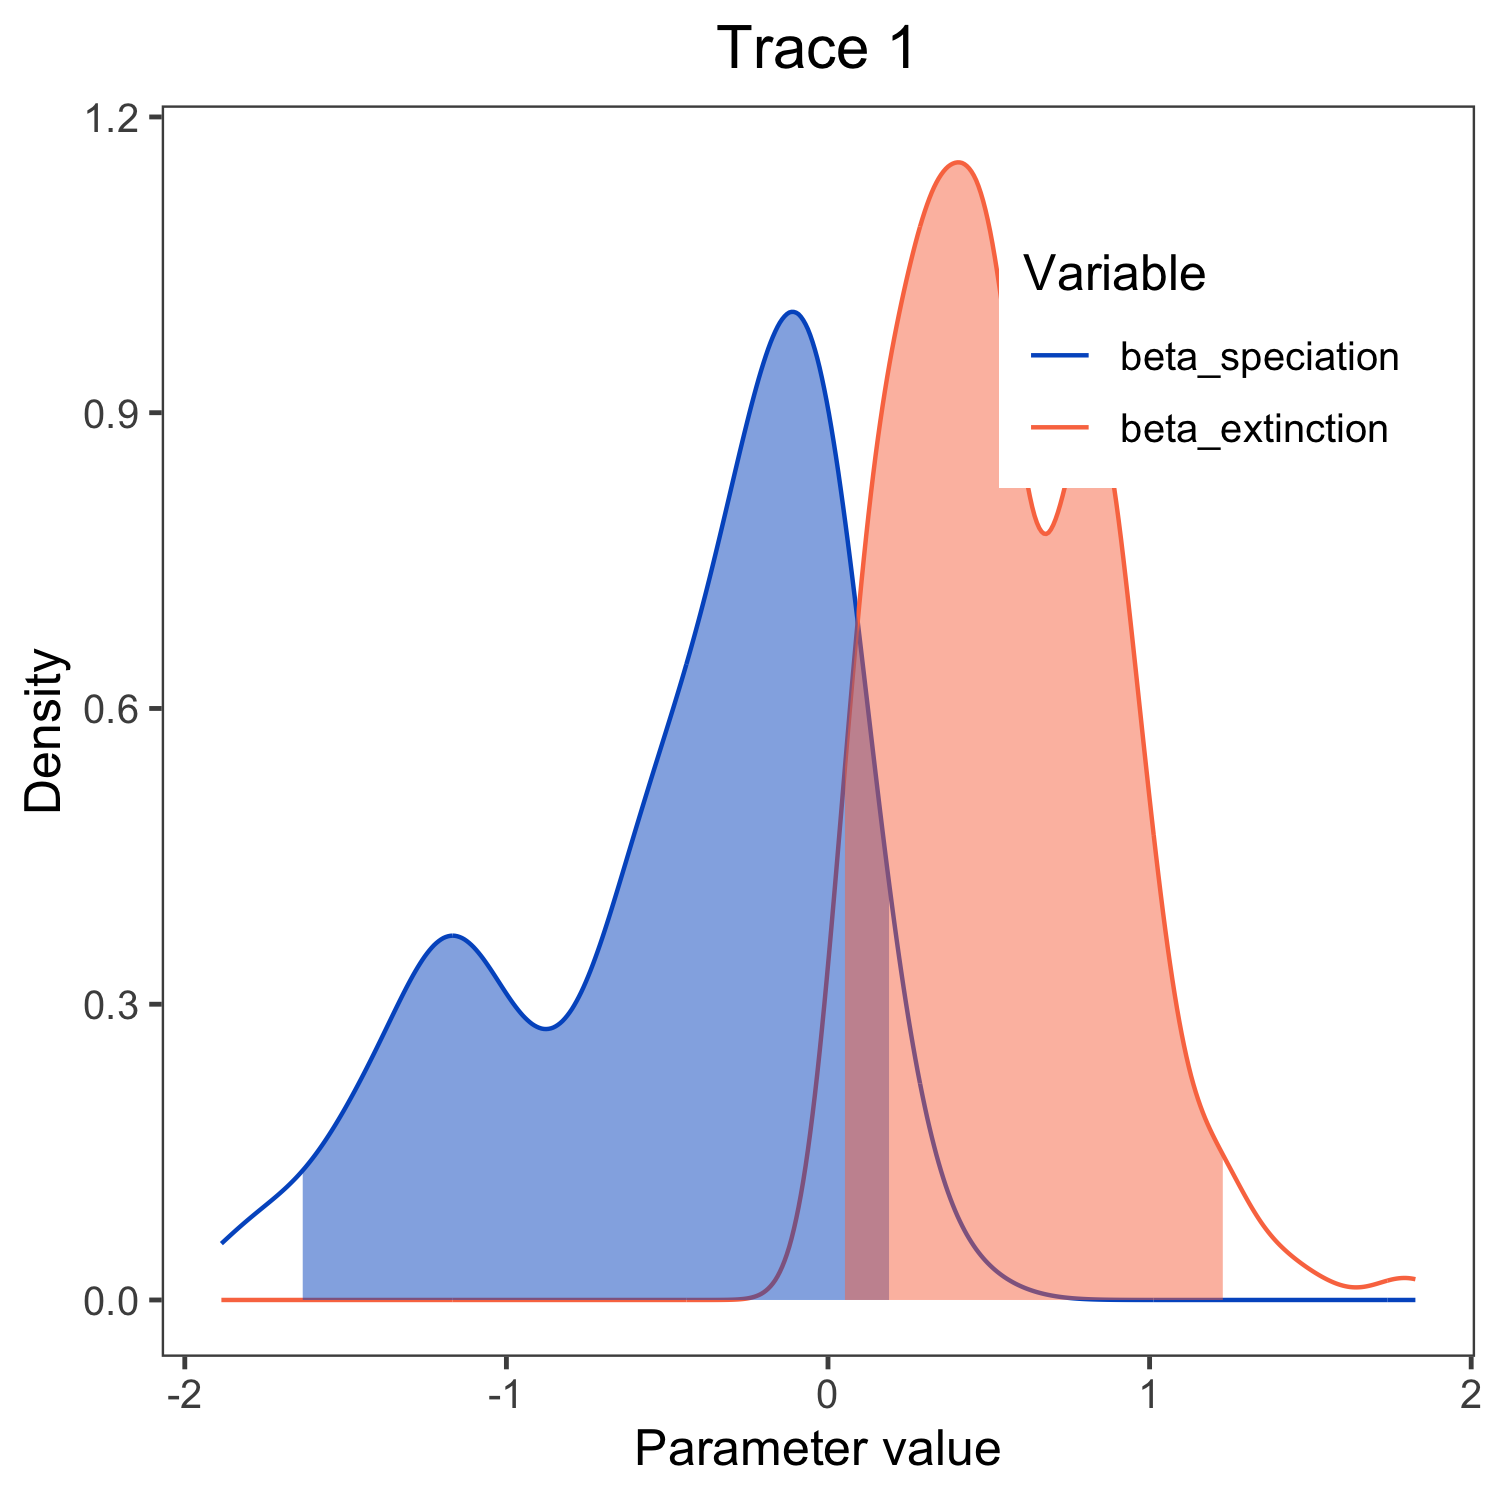 Trace 1
1.2
0.9
0.6
0.3
0.0
Density
Variable
beta_speciation
beta_extinction
-2 -1 0 1 2
Parameter value